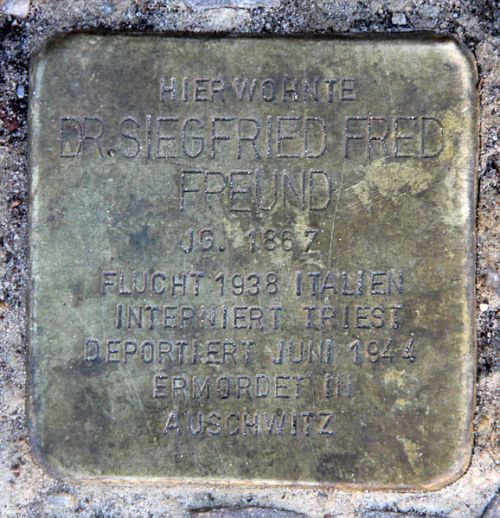 HIER WOHNTE
DR. SIEGFRIED FRED
FREUND
JG. 1867
FLUCHT 1938 ITALIEN
INTERNIERT TRIEST
DEPORTIERT JUNI 1944
ERMORDET IN
AUSCHWITZ